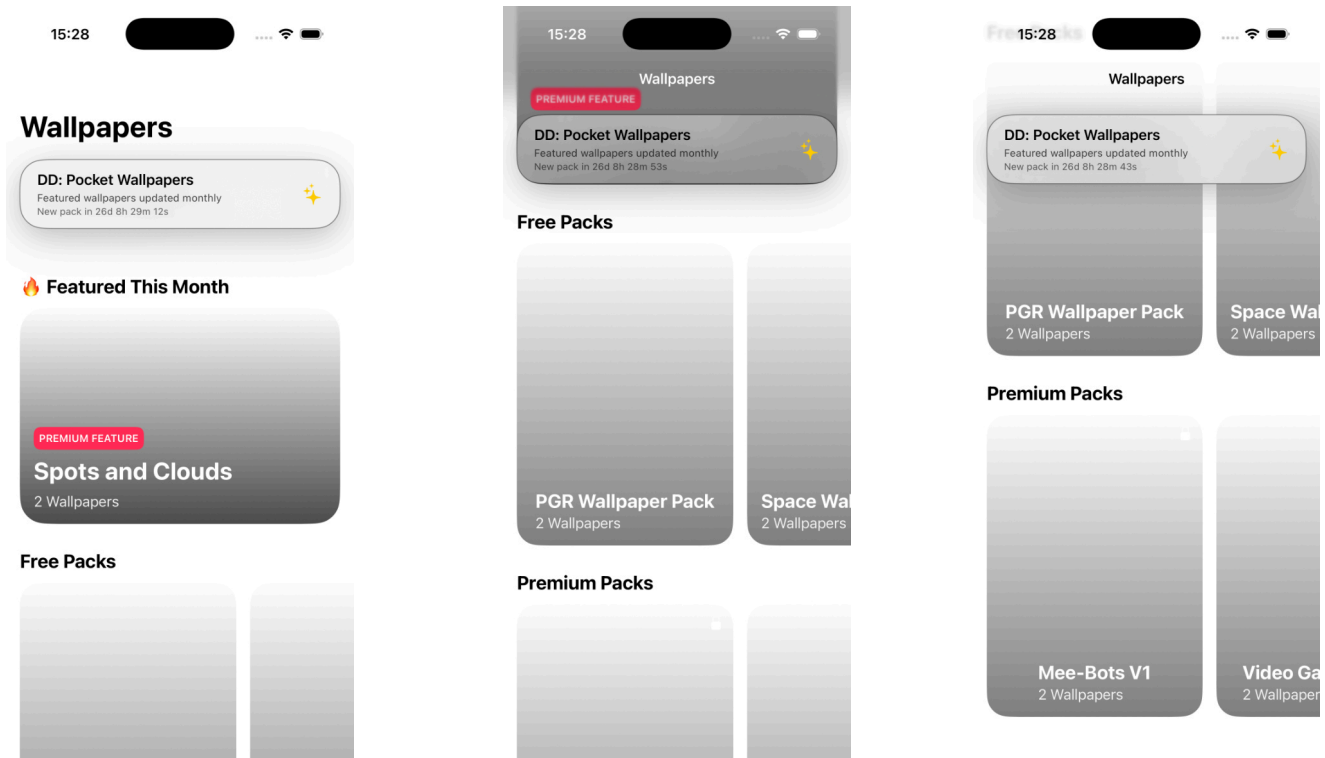 15:28
Wallpapers
DD: Pocket Wallpapers
Featured wallpapers updated monthly
New pack in 26d 8h 29m 12s
🔥 Featured This Month
PREMIUM FEATURE
Spots and Clouds
2 Wallpapers
Free Packs
15:28
Wallpapers
PREMIUM FEATURE
DD: Pocket Wallpapers
Featured wallpapers updated monthly
New pack in 26d 8h 28m 53s
Free Packs
PGR Wallpaper Pack
2 Wallpapers
Space Wal
2 Wallpapers
Premium Packs
Free Packs
15:28
Wallpapers
DD: Pocket Wallpapers
Featured wallpapers updated monthly
New pack in 26d 8h 28m 43s
PGR Wallpaper Pack
2 Wallpapers
Space Wal
2 Wallpapers
Premium Packs
Mee-Bots V1
2 Wallpapers
Video Ga
2 Wallpaper